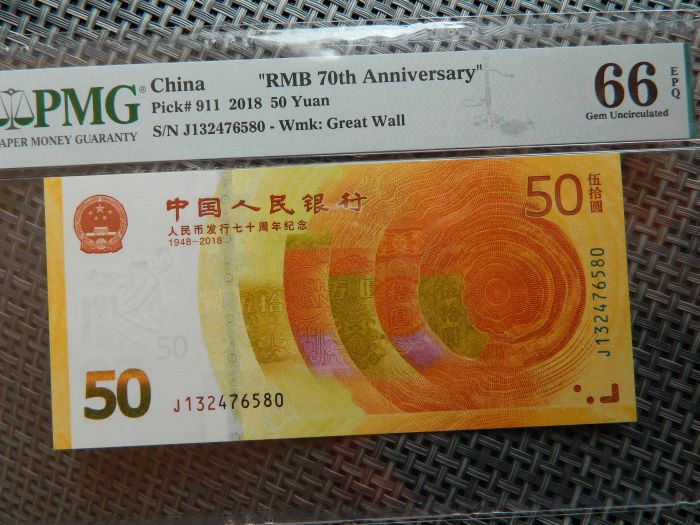 PMG
PAPER MONEY GUARANTY
China "RMB 70th Anniversary"
Pick# 911 2018 50 Yuan
S/N J132476580 - Wmk: Great Wall
66 EPQ
Gem Uncirculated
中国人民银行
人民币发行七十周年纪念
1948-2018
50 伍拾圆
J132476580
50
50
J132476580